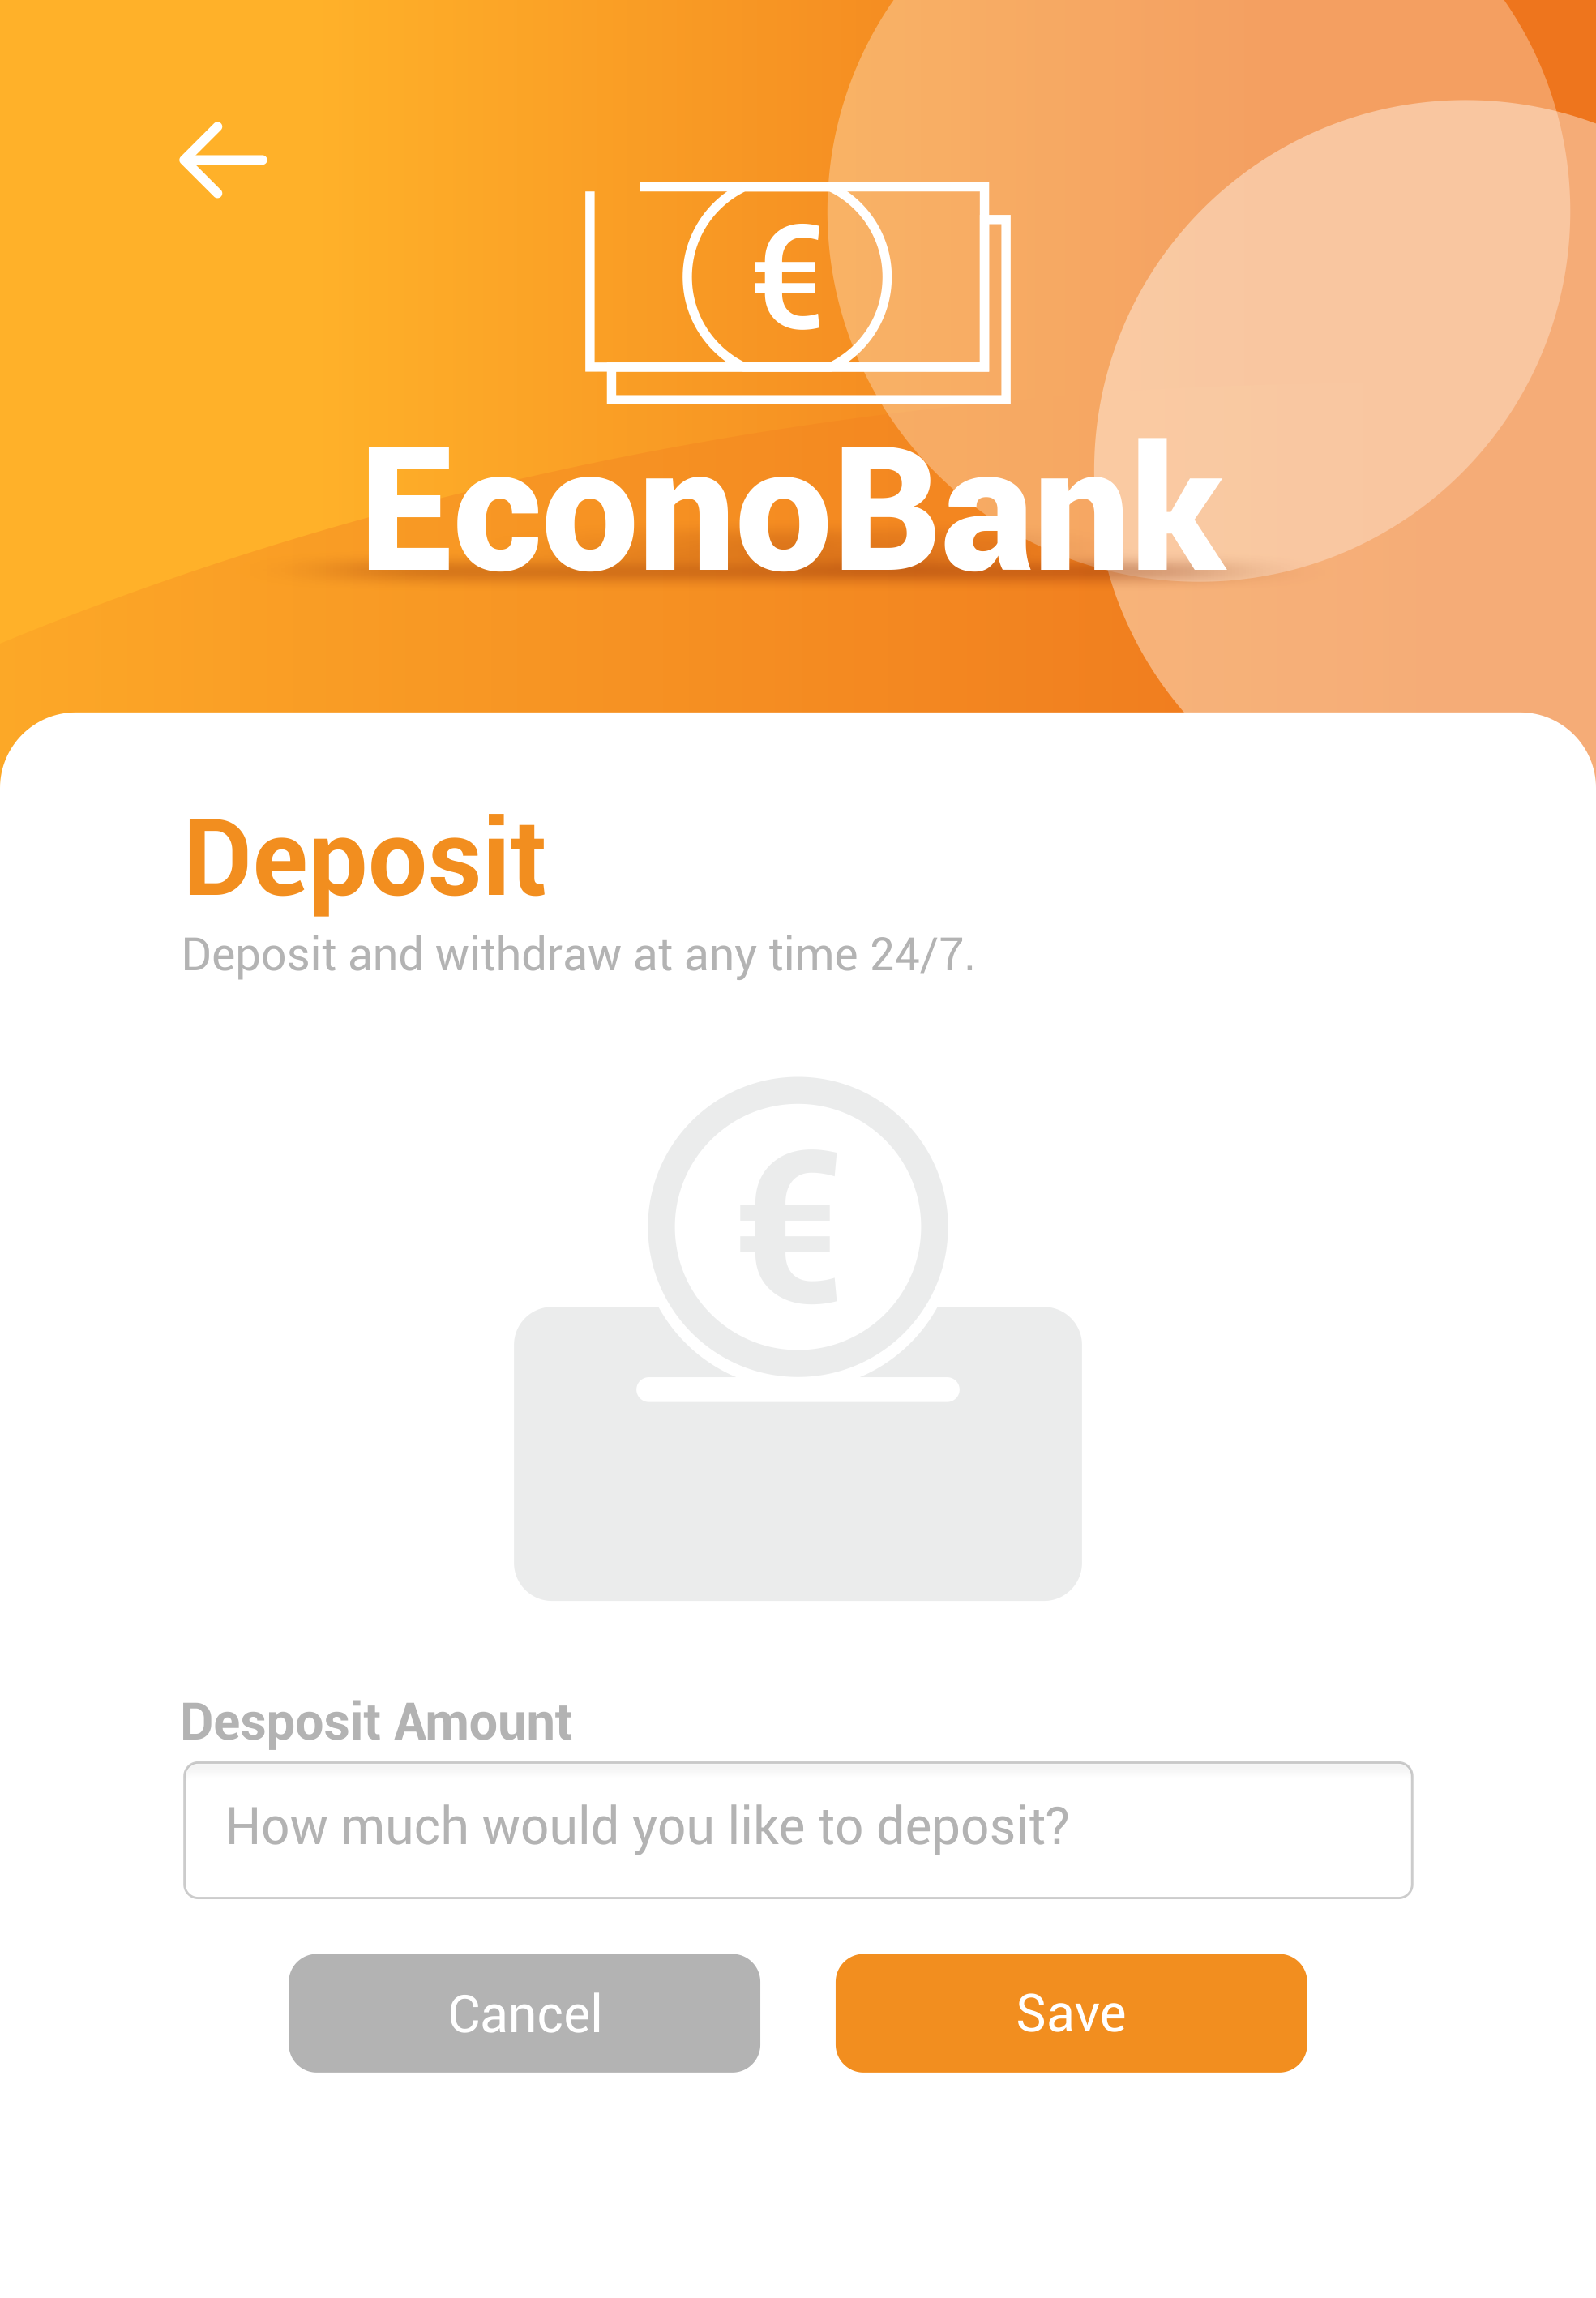 €
EconoBank
Deposit
Deposit and withdraw at any time 24/7.
€
Desposit Amount
How much would you like to deposit?
Cancel
Save